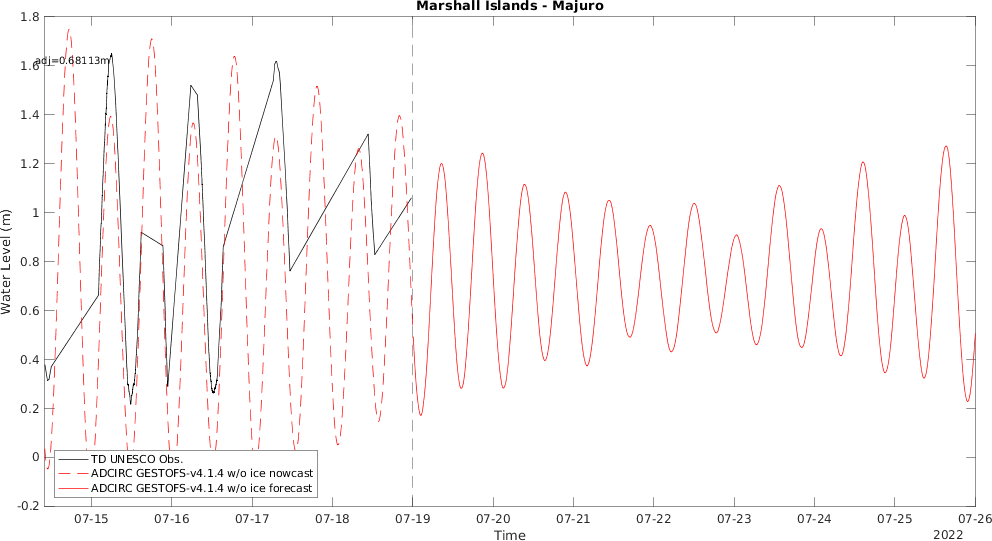 Marshall Islands - Majuro
adj=0.68113m
Water Level (m)
1.8
1.6
1.4
1.2
1
0.8
0.6
0.4
0.2
0
-0.2
TD UNESCO Obs.
ADCIRC GESTOFS-v4.1.4 w/o ice nowcast
ADCIRC GESTOFS-v4.1.4 w/o ice forecast
07-15 07-16 07-17 07-18 07-19 07-20 07-21 07-22 07-23 07-24 07-25 07-26
Time
2022